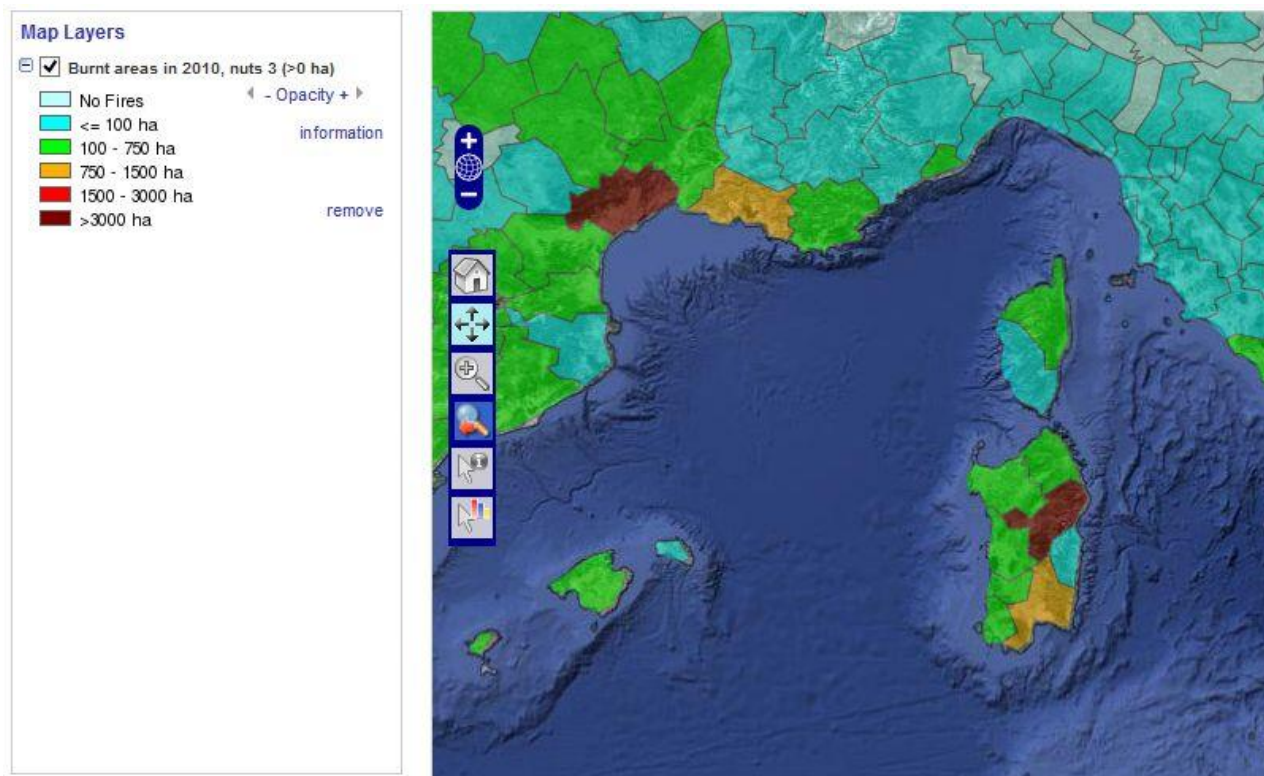 Map Layers
Burnt areas in 2010, nuts 3 (>0 ha)
No Fires
- Opacity +
<= 100 ha
information
100 - 750 ha
750 - 1500 ha
1500 - 3000 ha
remove
>3000 ha